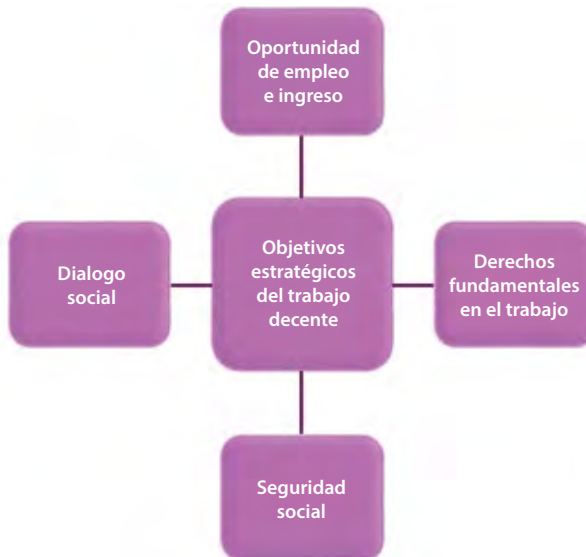 Oportunidad
de empleo
e ingreso
Dialogo
social
Objetivos
estratégicos
del trabajo
decente
Derechos
fundamentales
en el trabajo
Seguridad
social